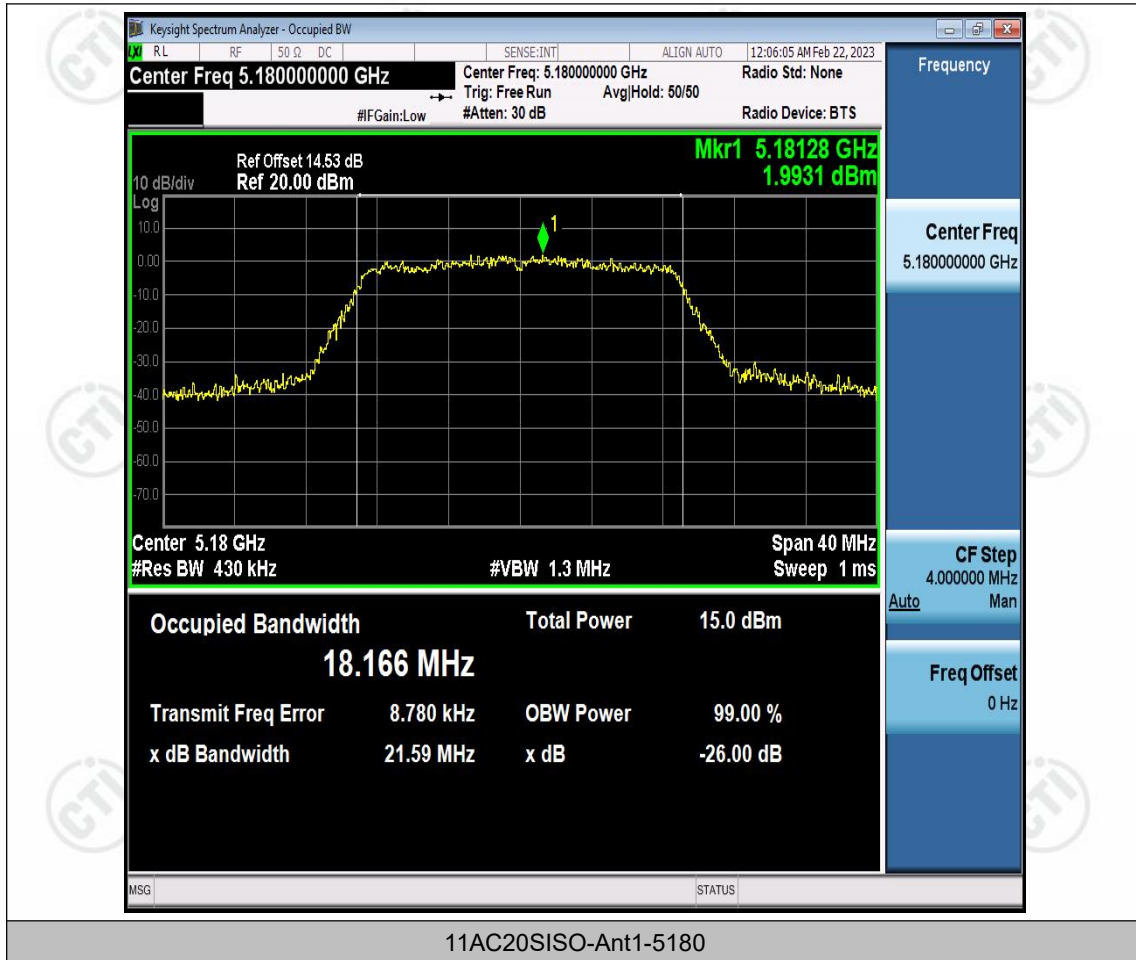 Keysight Spectrum Analyzer - Occupied BW
LXI RL RF 50 Ω DC SENSE:INT ALIGN AUTO 12:06:05 AM Feb 22, 2023
Center Freq 5.180000000 GHz
Center Freq: 5.180000000 GHz Radio Std: None
Trig: Free Run Avg|Hold: 50/50
#IFGain:Low #Atten: 30 dB Radio Device: BTS
Mkr1 5.18128 GHz
1.9931 dBm
Ref Offset 14.53 dB
10 dB/div Ref 20.00 dBm
Log
10.0
0.00
-10.0
-20.0
-30.0
-40.0
-50.0
-60.0
-70.0
1
Center 5.18 GHz Span 40 MHz
#Res BW 430 kHz #VBW 1.3 MHz Sweep 1 ms
Occupied Bandwidth Total Power 15.0 dBm
18.166 MHz
Transmit Freq Error 8.780 kHz OBW Power 99.00 %
x dB Bandwidth 21.59 MHz x dB -26.00 dB
MSG STATUS
Frequency
Center Freq
5.180000000 GHz
CF Step
4.000000 MHz
Auto Man
Freq Offset
0 Hz
CTI
CTI
CTI
CTI
CTI
CTI
11AC20SISO-Ant1-5180